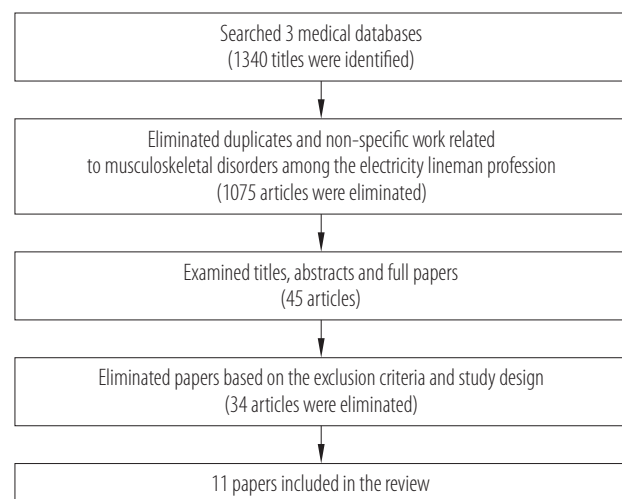 Searched 3 medical databases
(1340 titles were identified)
Eliminated duplicates and non-specific work related
to musculoskeletal disorders among the electricity lineman profession
(1075 articles were eliminated)
Examined titles, abstracts and full papers
(45 articles)
Eliminated papers based on the exclusion criteria and study design
(34 articles were eliminated)
11 papers included in the review